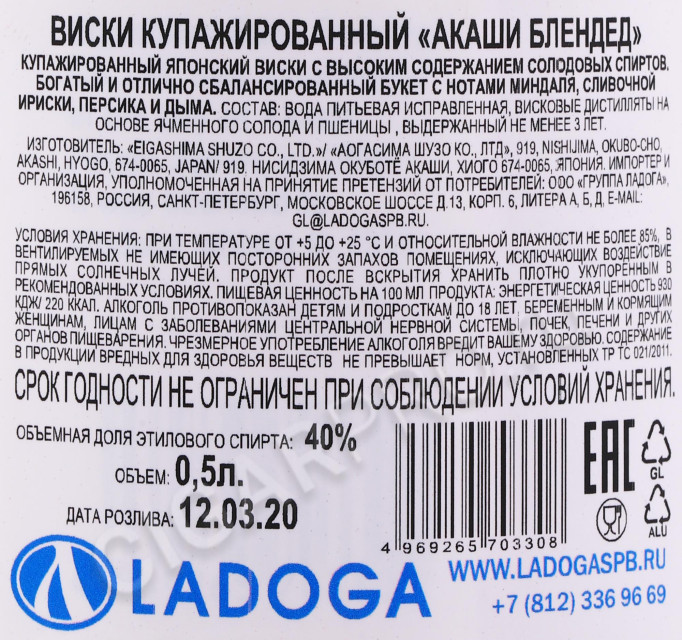 ВИСКИ КУПАЖИРОВАННЫЙ «АКАШИ БЛЕНДЕД»
КУПАЖИРОВАННЫЙ ЯПОНСКИЙ ВИСКИ С ВЫСОКИМ СОДЕРЖАНИЕМ СОЛОДОВЫХ СПИРТОВ.
БОГАТЫЙ И ОТЛИЧНО СБАЛАНСИРОВАННЫЙ БУКЕТ С НОТАМИ МИНДАЛЯ, СЛИВОЧНОЙ
ИРИСКИ, ПЕРСИКА И ДЫМА. СОСТАВ: ВОДА ПИТЬЕВАЯ ИСПРАВЛЕННАЯ, ВИСКОВЫЕ ДИСТИЛЛЯТЫ НА
ОСНОВЕ ЯЧМЕННОГО СОЛОДА И ПШЕНИЦЫ , ВЫДЕРЖАННЫЙ НЕ МЕНЕЕ 3 ЛЕТ.
ИЗГОТОВИТЕЛЬ: «EIGASHIMA SHUZO CO., LTD.»/ «АОГАСИМА ШУЗО КО., ЛТД», 919, NISHIJIMA, OKUBO-CHO,
AKASHI, HYOGO, 674-0065, JAPAN/ 919. НИСИДЗИМА ОКУБОТЁ АКАШИ, ХИОГО 674-0065, ЯПОНИЯ. ИМПОРТЕР И
ОРГАНИЗАЦИЯ, УПОЛНОМОЧЕННАЯ НА ПРИНЯТИЕ ПРЕТЕНЗИЙ ОТ ПОТРЕБИТЕЛЕЙ: ООО «ГРУППА ЛАДОГА»,
196158, РОССИЯ, САНКТ-ПЕТЕРБУРГ, МОСКОВСКОЕ ШОССЕ Д.13, КОРП. 6, ЛИТЕРА А, Б, Д, E-MAIL:
GL@LADOGASPB.RU.
УСЛОВИЯ ХРАНЕНИЯ: ПРИ ТЕМПЕРАТУРЕ ОТ +5 ДО +25 °С И ОТНОСИТЕЛЬНОЙ ВЛАЖНОСТИ НЕ БОЛЕЕ 85%, В
ВЕНТИЛИРУЕМЫХ НЕ ИМЕЮЩИХ ПОСТОРОННИХ ЗАПАХОВ ПОМЕЩЕНИЯХ, ИСКЛЮЧАЮЩИХ ВОЗДЕЙСТВИЕ
ПРЯМЫХ СОЛНЕЧНЫХ ЛУЧЕЙ. ПРОДУКТ ПОСЛЕ ВСКРЫТИЯ ХРАНИТЬ ПЛОТНО УКУПОРЕННЫМ В
РЕКОМЕНДОВАННЫХ УСЛОВИЯХ. ПИЩЕВАЯ ЦЕННОСТЬ НА 100 МЛ ПРОДУКТА: ЭНЕРГЕТИЧЕСКАЯ ЦЕННОСТЬ 930
КДЖ/ 220 ККАЛ. АЛКОГОЛЬ ПРОТИВОПОКАЗАН ДЕТЯМ И ПОДРОСТКАМ ДО 18 ЛЕТ, БЕРЕМЕННЫМ И КОРМЯЩИМ
ЖЕНЩИНАМ, ЛИЦАМ С ЗАБОЛЕВАНИЯМИ ЦЕНТРАЛЬНОЙ НЕРВНОЙ СИСТЕМЫ, ПОЧЕК, ПЕЧЕНИ И ДРУГИХ
ОРГАНОВ ПИЩЕВАРЕНИЯ. ЧРЕЗМЕРНОЕ УПОТРЕБЛЕНИЕ АЛКОГОЛЯ ВРЕДИТ ВАШЕМУ ЗДОРОВЬЮ. СОДЕРЖАНИЕ
В ПРОДУКЦИИ ВРЕДНЫХ ДЛЯ ЗДОРОВЬЯ ВЕЩЕСТВ НЕ ПРЕВЫШАЕТ НОРМ, УСТАНОВЛЕННЫХ ТР ТС 021/2011.
СРОК ГОДНОСТИ НЕ ОГРАНИЧЕН ПРИ СОБЛЮДЕНИИ УСЛОВИЙ ХРАНЕНИЯ.
ОБЪЕМНАЯ ДОЛЯ ЭТИЛОВОГО СПИРТА: 40%
ОБЪЕМ: 0,5л.
ДАТА РОЗЛИВА: 12.03.20
4 969265 703308
EAC
GL
ALU
LADOGA
WWW.LADOGASPB.RU
+7 (812) 336 96 69